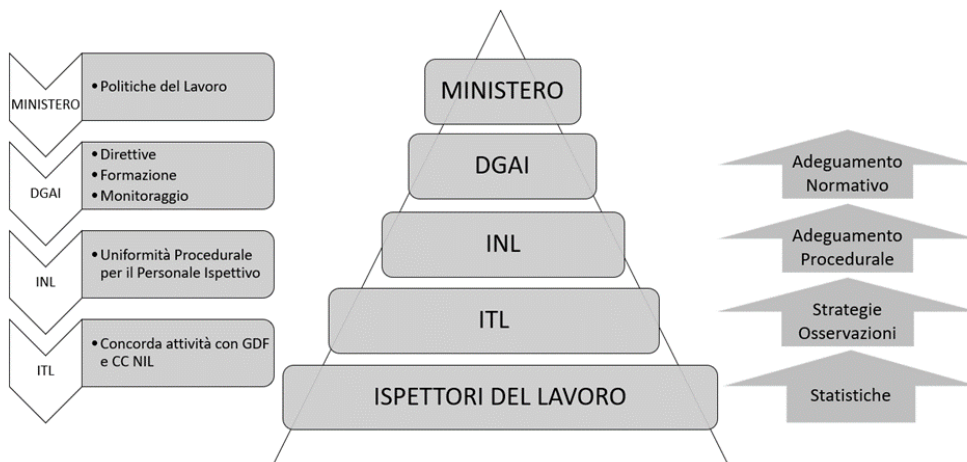 MINISTERO
• Politiche del Lavoro
DGAI
• Direttive
• Formazione
• Monitoraggio
INL
• Uniformità Procedurale
per il Personale Ispettivo
ITL
• Concorda attività con GDF
e CC NIL
MINISTERO
DGAI
INL
ITL
ISPETTORI DEL LAVORO
Adeguamento
Normativo
Adeguamento
Procedurale
Strategie
Osservazioni
Statistiche